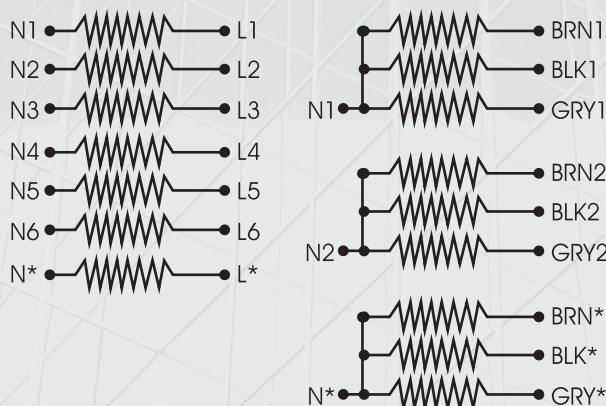 N1 L1
N2 L2
N3 L3
N4 L4
N5 L5
N6 L6
N* L*
BRN1
BLK1
N1 GRY1
BRN2
BLK2
N2 GRY2
BRN*
BLK*
N* GRY*